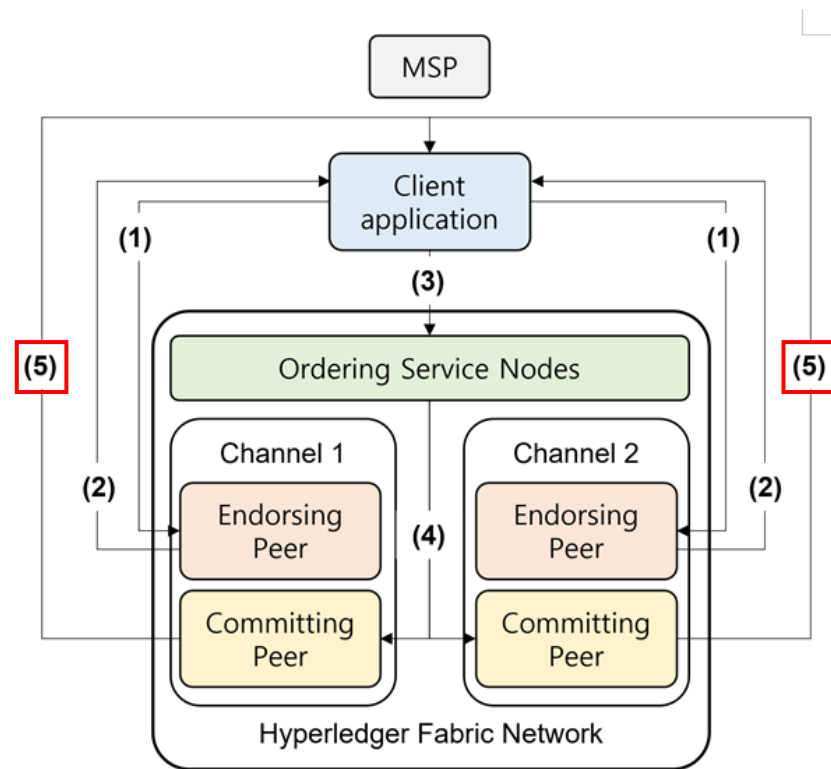 MSP
Client
application
(1)
(1)
(3)
Ordering Service Nodes
(5)
(5)
Channel 1
Channel 2
(2)
(2)
Endorsing
Peer
(4)
Endorsing
Peer
Committing
Peer
Committing
Peer
Hyperledger Fabric Network